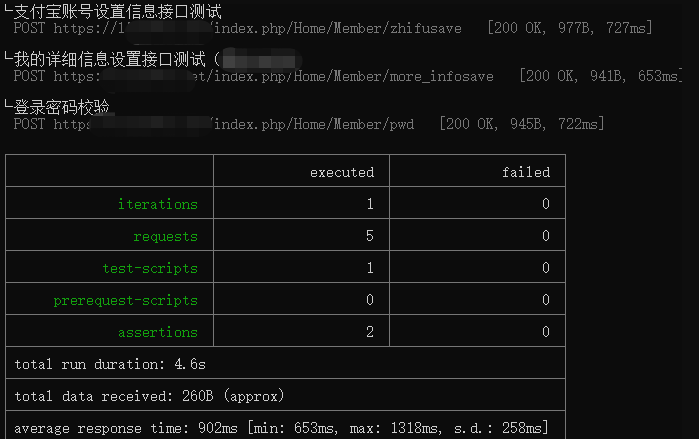 └支付宝账号设置信息接口测试
POST https://1 /index.php/Home/Member/zhifusave [200 OK, 977B, 727ms]
└我的详细信息设置接口测试（
POST https: et/index.php/Home/Member/more_infosave [200 OK, 941B, 653ms]
└登录密码校验
POST https /index.php/Home/Member/pwd [200 OK, 945B, 722ms]
executed failed
iterations 1 0
requests 5 0
test-scripts 1 0
prerequest-scripts 0 0
assertions 2 0
total run duration: 4.6s
total data received: 260B (approx)
average response time: 902ms [min: 653ms, max: 1318ms, s.d.: 258ms]